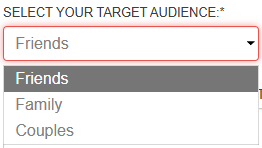 SELECT YOUR TARGET AUDIENCE:*
Friends
Friends
Family
Couples